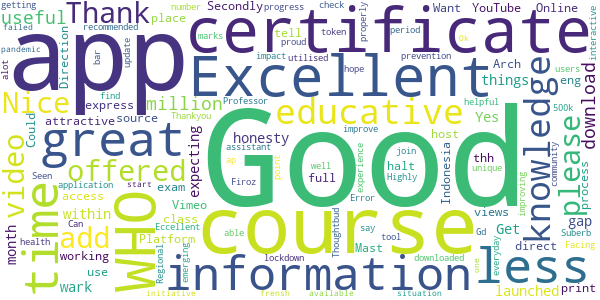 getting
pandemic
alot
useful
failed
place
Thank
Secondly
progress
check
Want
YouTube
Online
number
recommended
Direction
bar
update
marks
tell
proud
token
utilised
certificate
period
properly
gk
interactive
app
impact
hope
prevention
Arch
users
Excellent
things
eng
download
Nice
express
million
Professor
source
Thankyou
find
expecting
attractive
Could
great
educative
knowledge
honesty
assistant
improve
host
Yes
helpful
500k
please
process
video
offered
ap
Firoz
point
join
halt
well
Highly
full
Good
Indonesia
thh
unique
improving
community
Seen
application
start
exam
Vimeo
Error
experience
time
WHO
access
within
class
Eccellent
able
Thoughtbud
course
say
tool
Mast
views
Gd
downloaded
less
Get
gap
direct
Suberb
month
add
Can
working
Platform
health
use
wark
Regional
emerging
information
lockdown
one
everyday
Facing
launched
print
initiative
frensh
available
situation